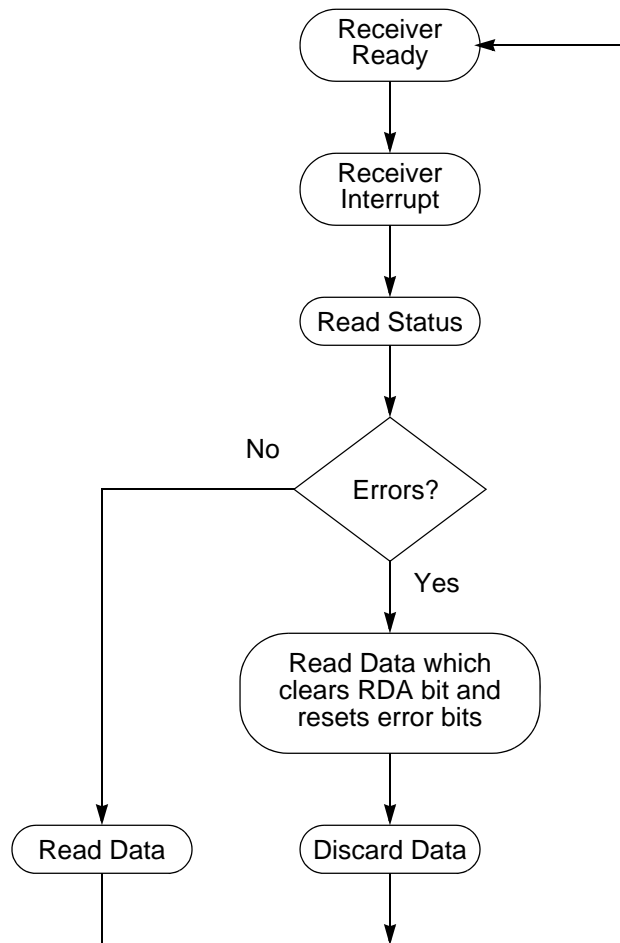 Receiver
Ready
Receiver
Interrupt
Read Status
No
Errors?
Yes
Read Data which
clears RDA bit and
resets error bits
Read Data
Discard Data